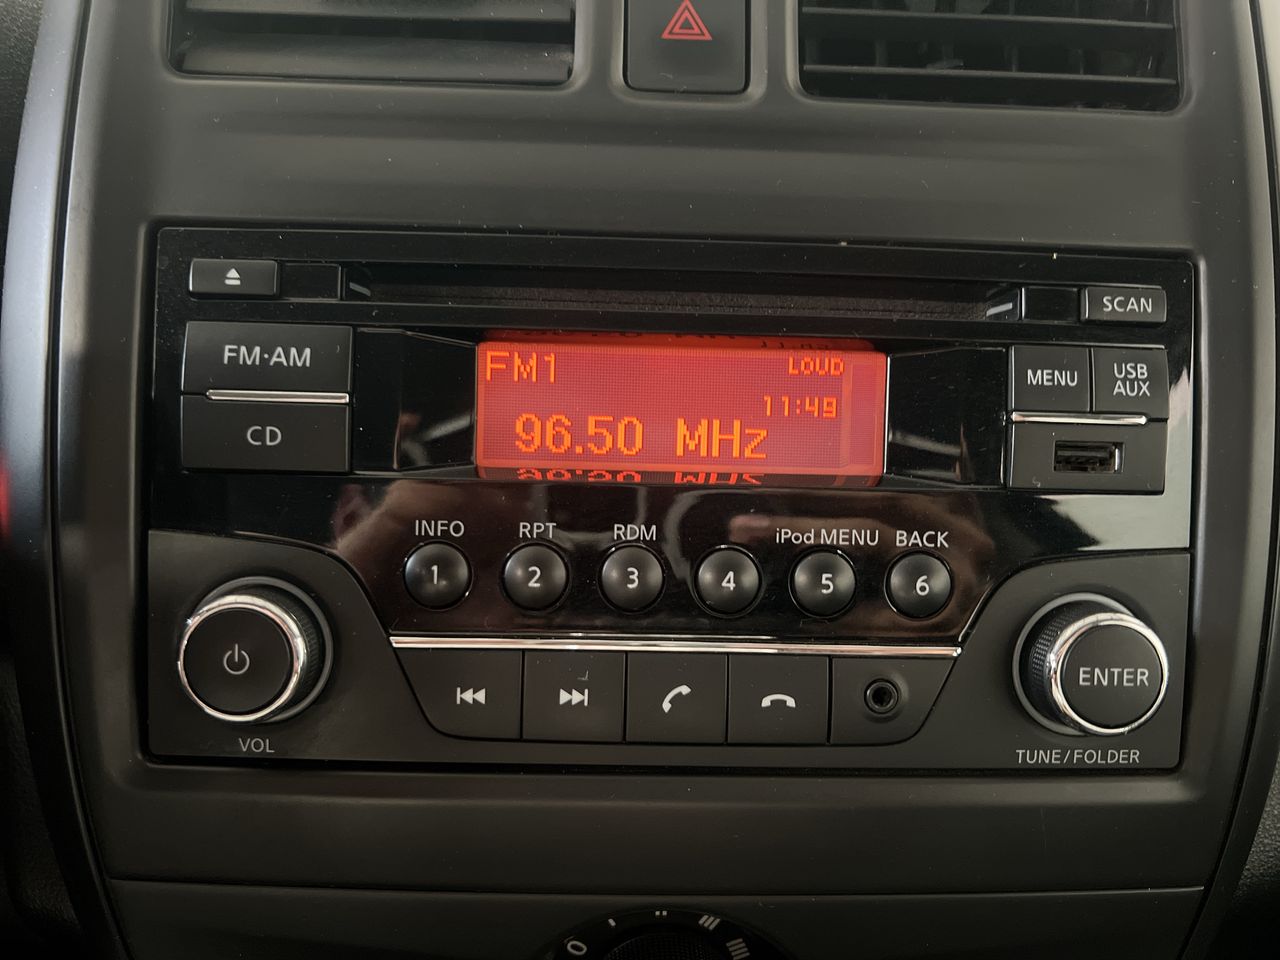 SCAN
FM·AM
CD
FM1
LOUD
11:49
96.50 MHz
MENU
USB
AUX
INFO
RPT
RDM
iPod MENU
BACK
1
2
3
4
5
6
VOL
ENTER
TUNE/FOLDER
0